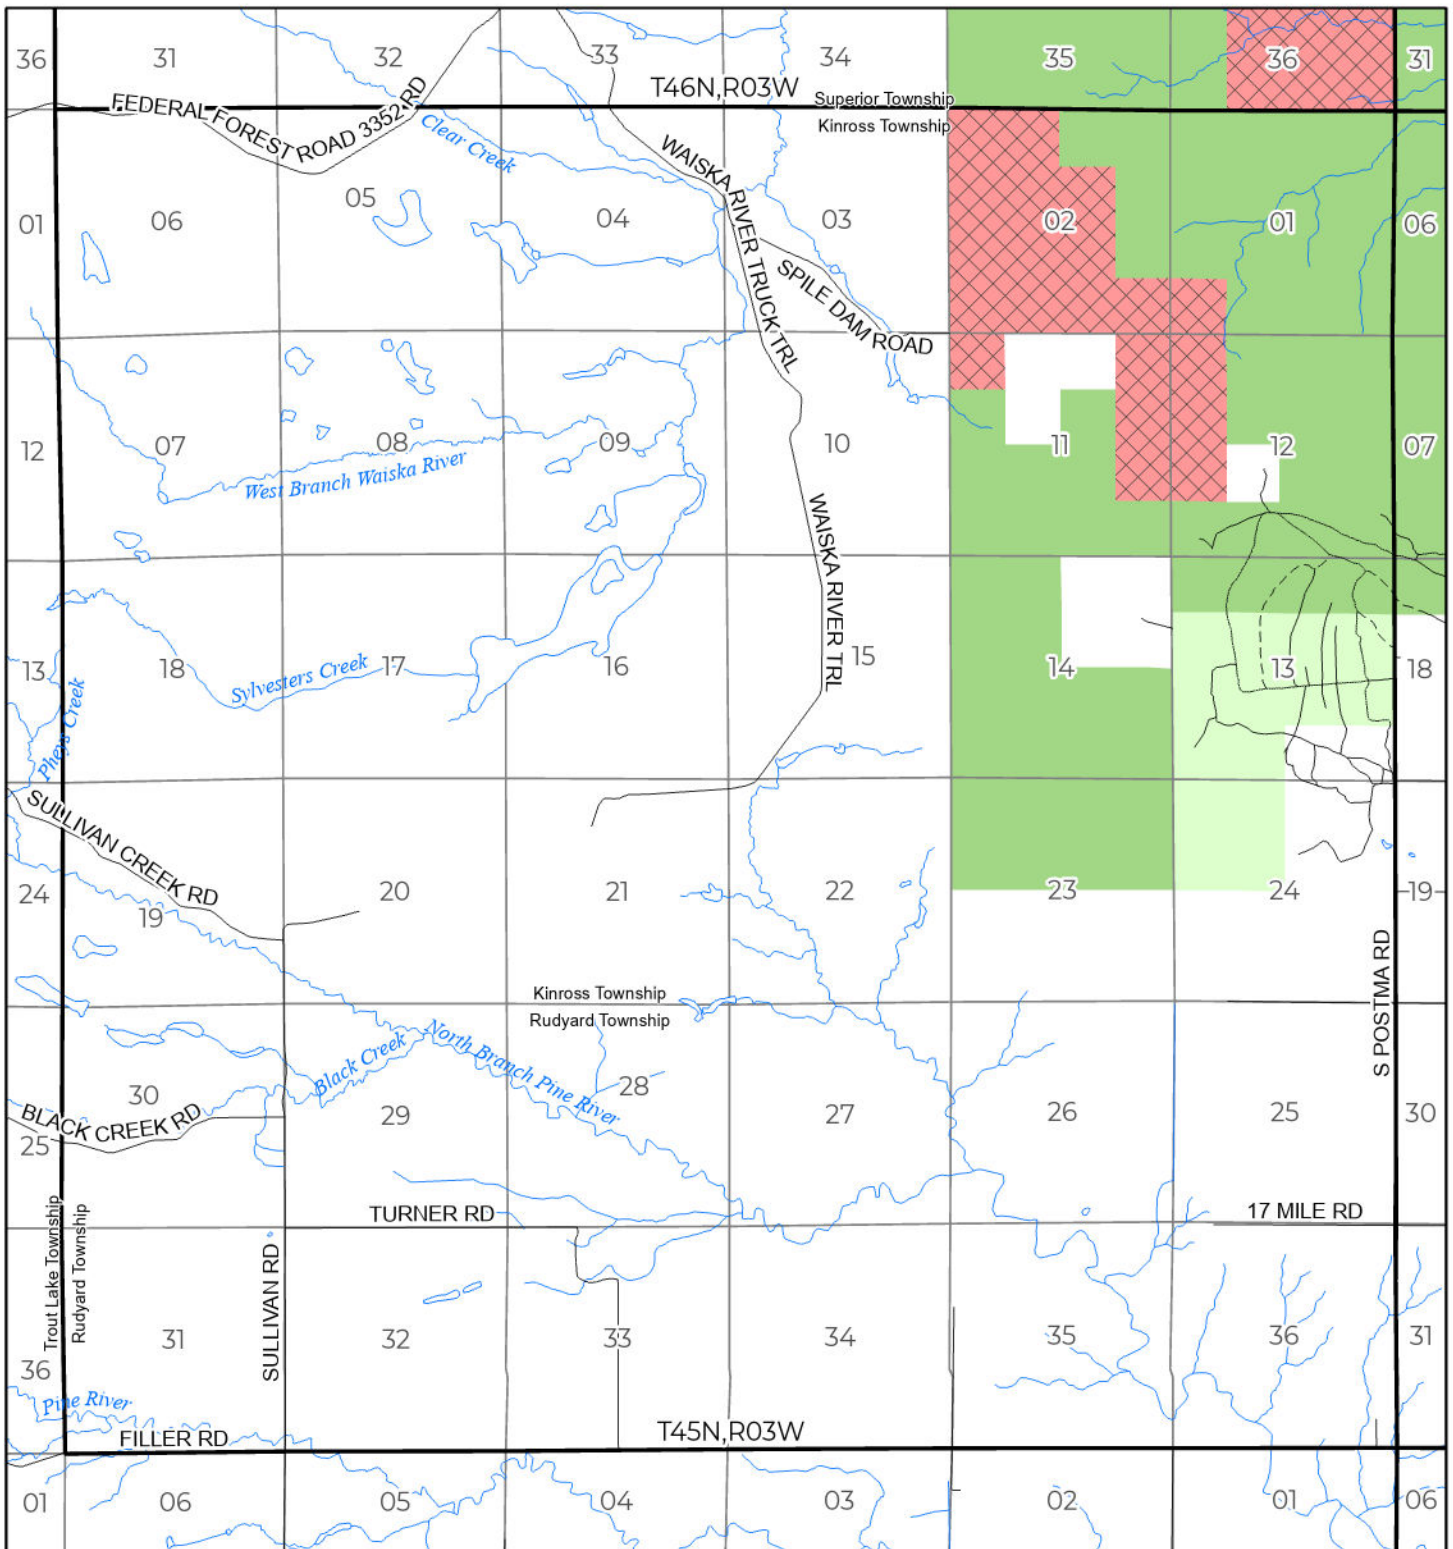 36
31
32
33
34
35
36
31
T46N,R03W
Superior Township
Kinross Township
FEDERAL FOREST ROAD 3352 RD
Clear Creek
WAISKA RIVER TRUCK TRL
01
06
05
04
03
02
01
06
SPILE DAM ROAD
12
07
08
09
10
11
12
07
West Branch Waiska River
WAISKA RIVER TRL
13
18
17
16
15
14
13
18
Sylvesters Creek
Pheys Creek
SULLIVAN CREEK RD
24
19
20
21
22
23
24
19
S POSTMA RD
Kinross Township
Rudyard Township
North Branch Pine River
Black Creek
30
29
28
27
26
25
30
BLACK CREEK RD
25
Trout Lake Township
Rudyard Township
TURNER RD
17 MILE RD
SULLIVAN RD
36
31
32
33
34
35
36
31
Pine River
FILLER RD
T45N,R03W
01
06
05
04
03
02
01
06